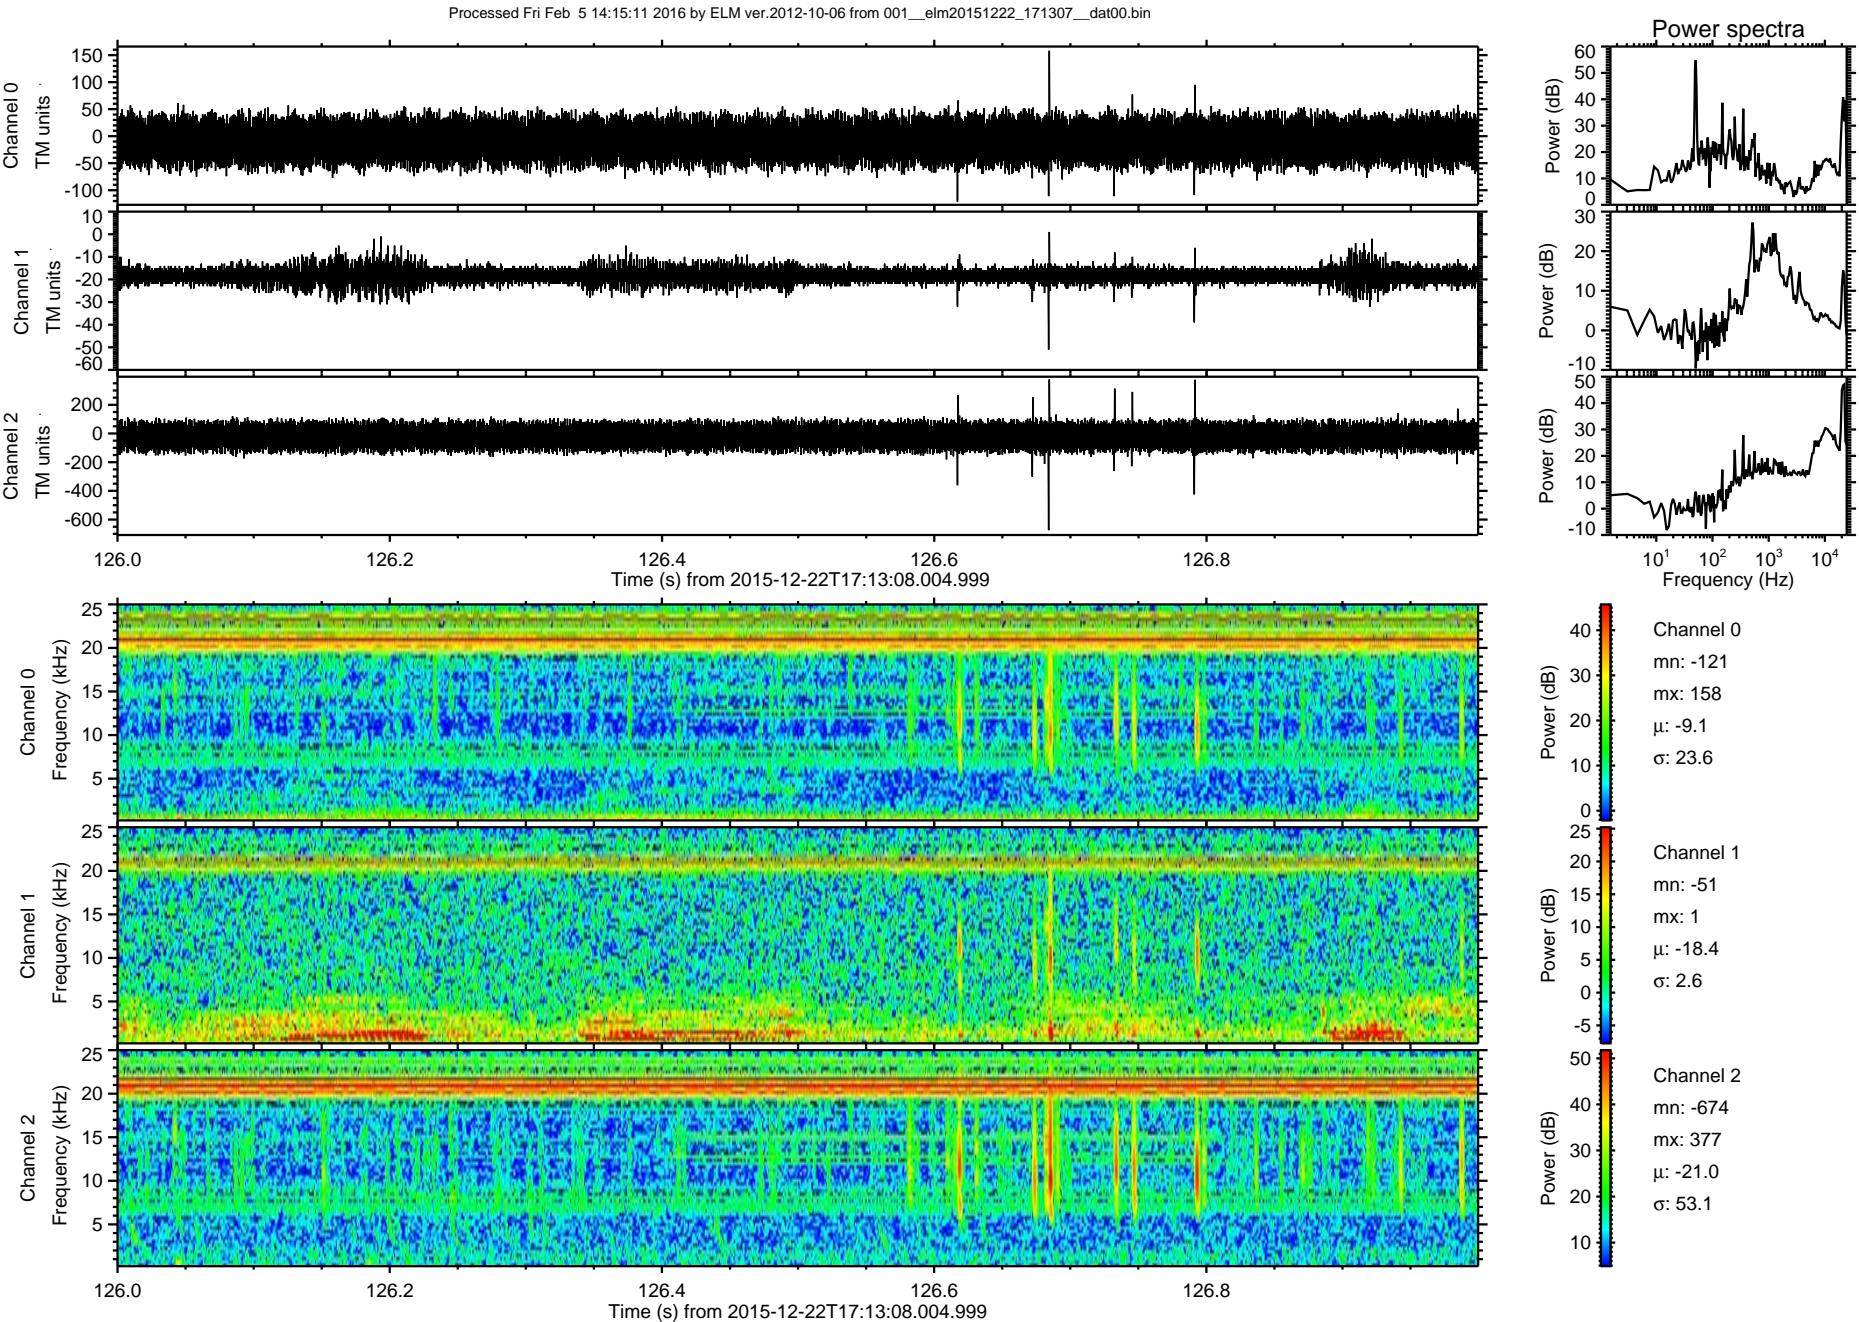 Processed Fri Feb  5 14:15:11 2016 by ELM ver.2012-10-06 from 001__elm20151222_171307__dat00.bin
Power spectra
Channel 0
TM units
150
100
50
0
-50
-100
Power (dB)
60
50
40
30
20
10
0
Channel 1
TM units
10
0
-10
-20
-30
-40
-50
-60
Power (dB)
30
20
10
0
-10
Channel 2
TM units
200
0
-200
-400
-600
Power (dB)
50
40
30
20
10
0
-10
126.0 126.2 126.4 126.6 126.8
Time (s) from 2015-12-22T17:13:08.004.999
10¹ 10² 10³ 10⁴
Frequency (Hz)
Channel 0
Frequency (kHz)
25
20
15
10
5
Power (dB)
40
30
20
10
0
Channel 0
mn: -121
mx: 158
μ: -9.1
σ: 23.6
Channel 1
Frequency (kHz)
25
20
15
10
5
Power (dB)
25
20
15
10
5
0
-5
Channel 1
mn: -51
mx: 1
μ: -18.4
σ: 2.6
Channel 2
Frequency (kHz)
25
20
15
10
5
Power (dB)
50
40
30
20
10
Channel 2
mn: -674
mx: 377
μ: -21.0
σ: 53.1
126.0 126.2 126.4 126.6 126.8
Time (s) from 2015-12-22T17:13:08.004.999